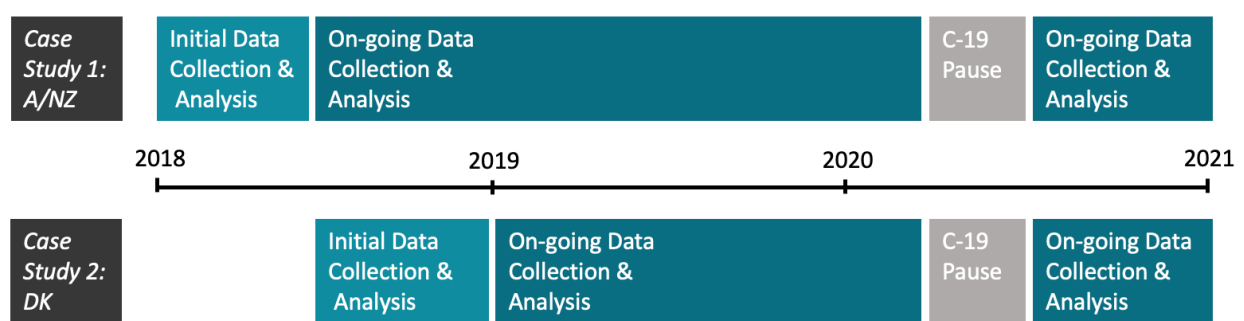 Case
Study 1:
A/NZ
Initial Data
Collection &
Analysis
On-going Data
Collection &
Analysis
C-19
Pause
On-going Data
Collection &
Analysis
2018
2019
2020
2021
Case
Study 2:
DK
Initial Data
Collection &
Analysis
On-going Data
Collection &
Analysis
C-19
Pause
On-going Data
Collection &
Analysis